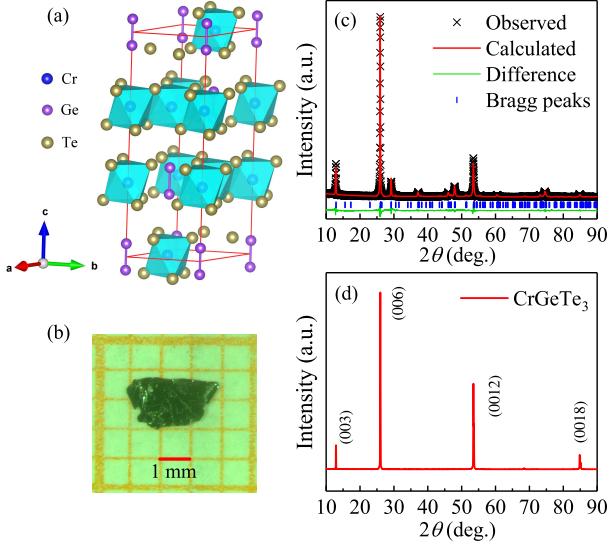 (a)
Cr
Ge
Te
c
a
b
(b)
1 mm
(c)
Observed
Calculated
Difference
Bragg peaks
Intensity (a.u.)
10 20 30 40 50 60 70 80 90
2θ (deg.)
(d)
CrGeTe3
(003)
(006)
(0012)
(0018)
Intensity (a.u.)
10 20 30 40 50 60 70 80 90
2θ (deg.)